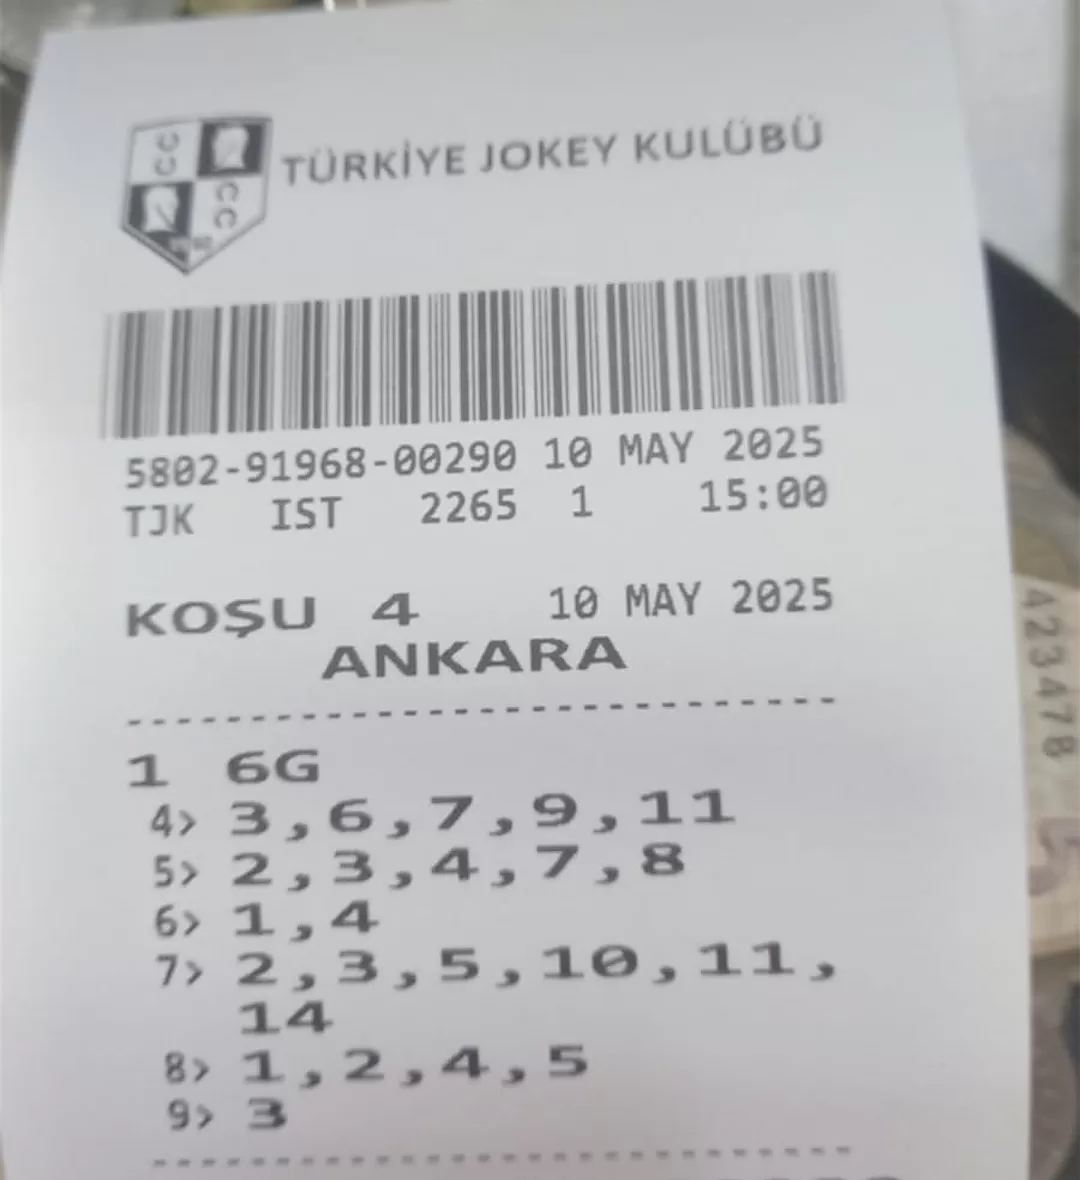 TÜRKİYE JOKEY KULÜBÜ
5802-91968-00290 10 MAY 2025
TJK IST 2265 1 15:00
KOŞU 4 10 MAY 2025
ANKARA
1 6G
4> 3,6,7,9,11
5> 2,3,4,7,8
6> 1,4
7> 2,3,5,10,11,
14
8> 1,2,4,5
9> 3
423478